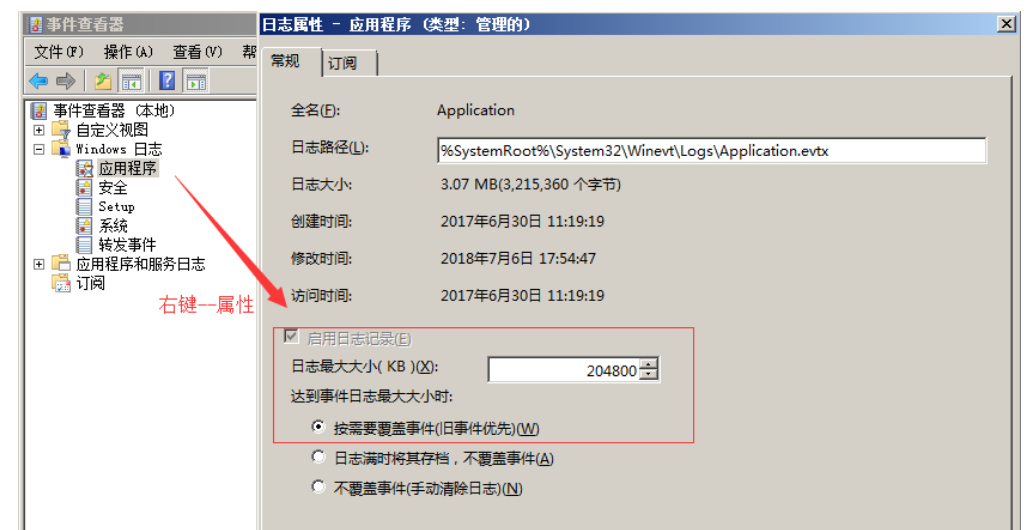 事件查看器
文件(F) 操作(A) 查看(V) 帮
事件查看器 (本地)
自定义视图
Windows 日志
应用程序
安全
Setup
系统
转发事件
应用程序和服务日志
订阅
右键--属性
日志属性 - 应用程序 (类型: 管理的)
常规 订阅
全名(F): Application
日志路径(L): %SystemRoot%\System32\Winevt\Logs\Application.evtx
日志大小: 3.07 MB(3,215,360 个字节)
创建时间: 2017年6月30日 11:19:19
修改时间: 2018年7月6日 17:54:47
访问时间: 2017年6月30日 11:19:19
启用日志记录(E)
日志最大大小( KB )(X): 204800
达到事件日志最大大小时:
按需要覆盖事件(旧事件优先)(W)
日志满时将其存档，不覆盖事件(A)
不覆盖事件(手动清除日志)(N)